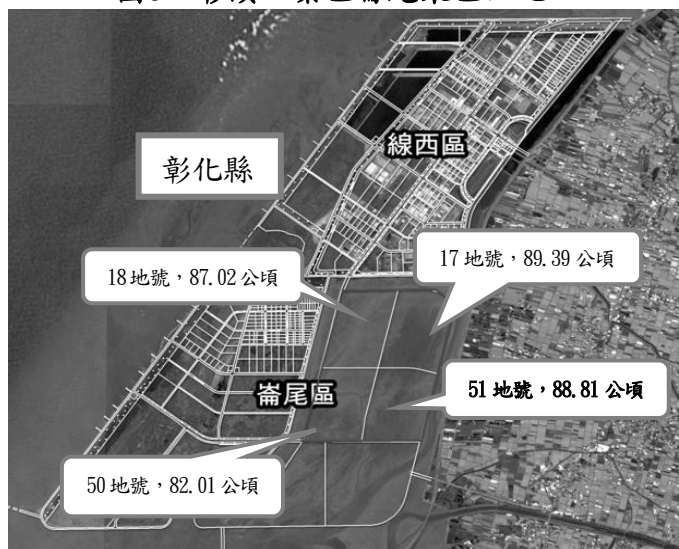 線西區
彰化縣
17 地號，89.39 公頃
18 地號，87.02 公頃
51 地號，88.81 公頃
崙尾區
50 地號，82.01 公頃